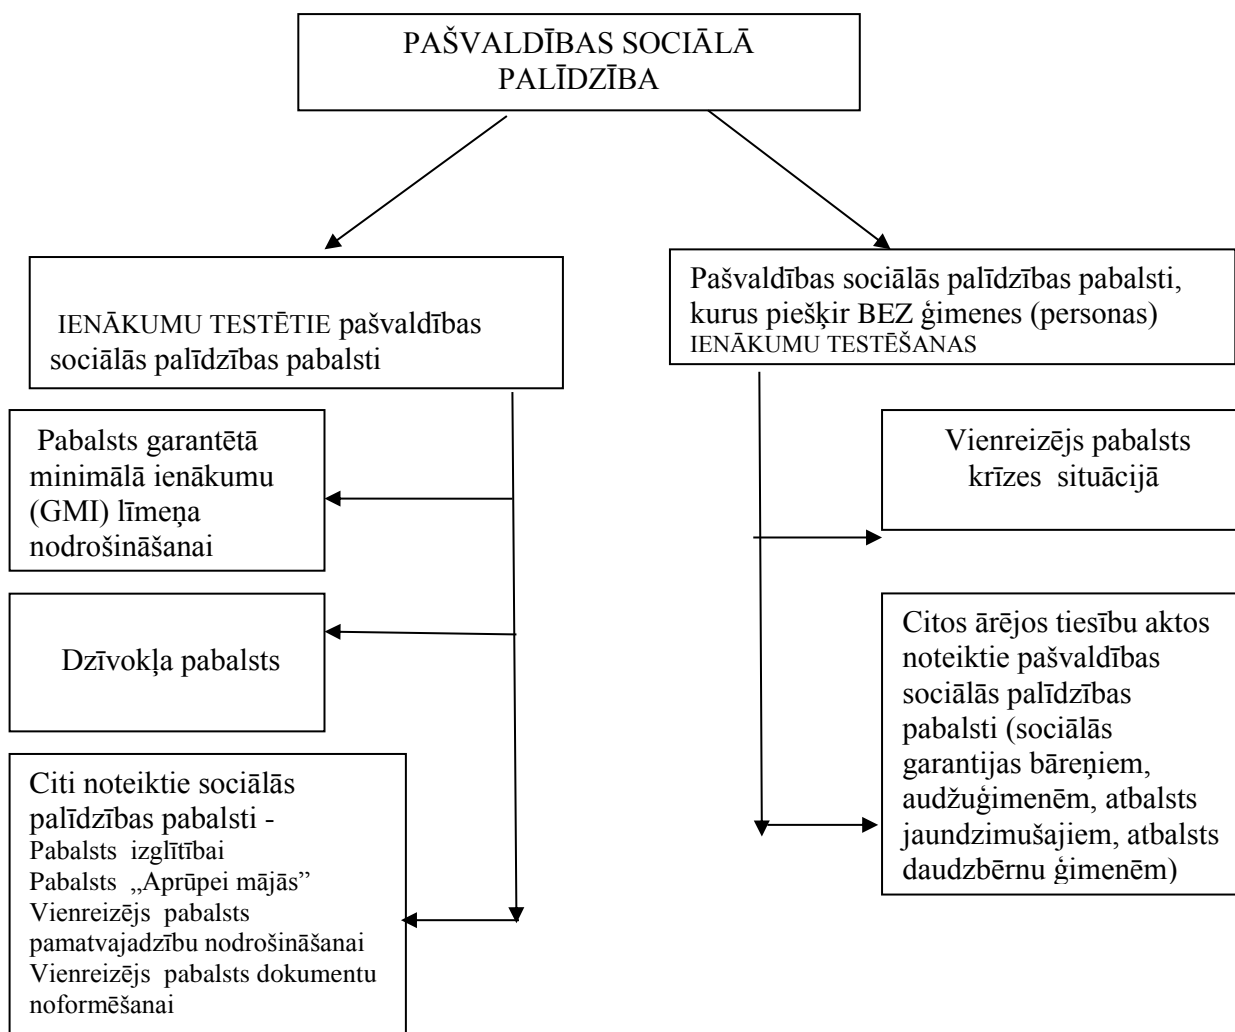 PAŠVALDĪBAS SOCIĀLĀ
PALĪDZĪBA
IENĀKUMU TESTĒTIE pašvaldības
sociālās palīdzības pabalsti
Pabalsts garantētā
minimālā ienākumu
(GMI) līmeņa
nodrošināšanai
Dzīvokļa pabalsts
Citi noteiktie sociālās
palīdzības pabalsti -
Pabalsts izglītībai
Pabalsts „Aprūpei mājās”
Vienreizējs pabalsts
pamatvajadzību nodrošināšanai
Vienreizējs pabalsts dokumentu
noformēšanai
Pašvaldības sociālās palīdzības pabalsti,
kurus piešķir BEZ ģimenes (personas)
IENĀKUMU TESTĒŠANAS
Vienreizējs pabalsts
krīzes situācijā
Citos ārējos tiesību aktos
noteiktie pašvaldības
sociālās palīdzības
pabalsti (sociālās
garantijas bāreņiem,
audžuģimenēm, atbalsts
jaundzimušajiem, atbalsts
daudzbērnu ģimenēm)